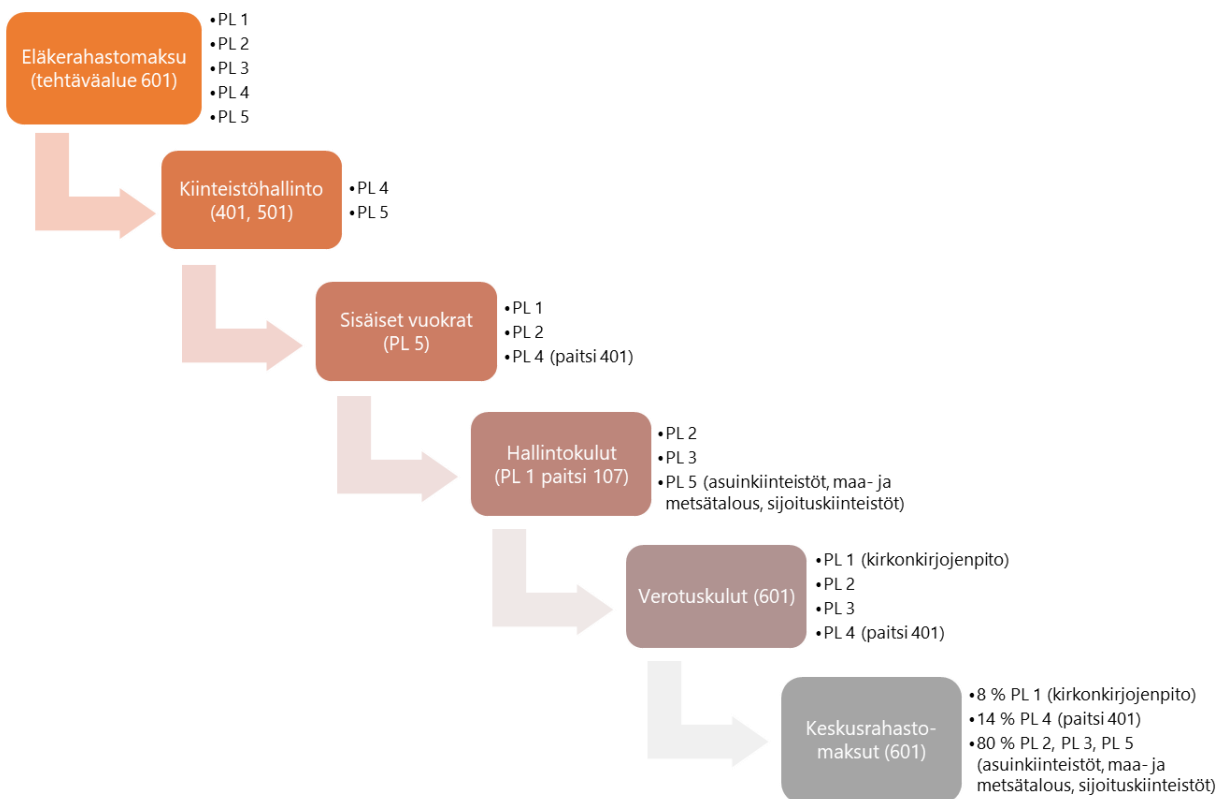 Eläkerahastomaksu
(tehtäväalue 601)
•PL 1
•PL 2
•PL 3
•PL 4
•PL 5
Kiinteistöhallinto
(401, 501)
•PL 4
•PL 5
Sisäiset vuokrat
(PL 5)
•PL 1
•PL 2
•PL 4 (paitsi 401)
Hallintokulut
(PL 1 paitsi 107)
•PL 2
•PL 3
•PL 5 (asuinkiinteistöt, maa- ja
metsätalous, sijoituskiinteistöt)
Verotuskulut (601)
•PL 1 (kirkonkirjojenpito)
•PL 2
•PL 3
•PL 4 (paitsi 401)
Keskusrahasto-
maksut (601)
•8 % PL 1 (kirkonkirjojenpito)
•14 % PL 4 (paitsi 401)
•80 % PL 2, PL 3, PL 5
(asuinkiinteistöt, maa- ja
metsätalous, sijoituskiinteistöt)